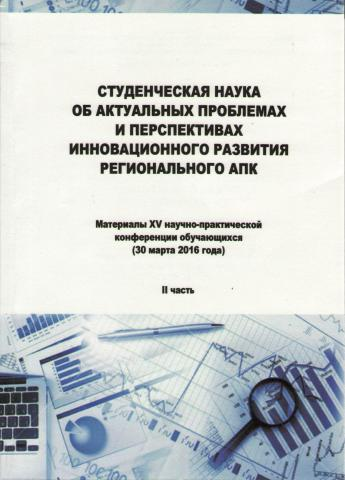 СТУДЕНЧЕСКАЯ НАУКА
ОБ АКТУАЛЬНЫХ ПРОБЛЕМАХ
И ПЕРСПЕКТИВАХ
ИННОВАЦИОННОГО РАЗВИТИЯ
РЕГИОНАЛЬНОГО АПК
Материалы XV научно-практической
конференции обучающихся
(30 марта 2016 года)
II часть